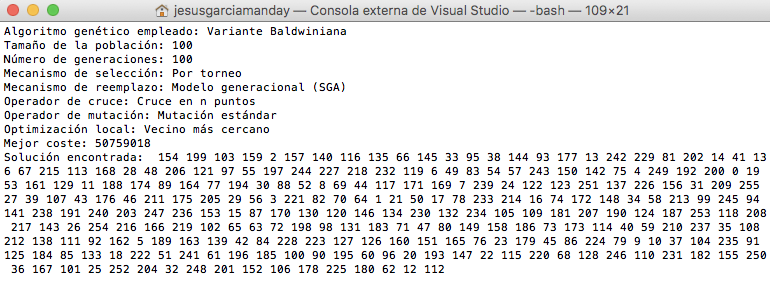 jesusgarciamanday — Consola externa de Visual Studio — -bash — 109×21
Algoritmo genético empleado: Variante Baldwiniana
Tamaño de la población: 100
Número de generaciones: 100
Mecanismo de selección: Por torneo
Mecanismo de reemplazo: Modelo generacional (SGA)
Operador de cruce: Cruce en n puntos
Operador de mutación: Mutación estándar
Optimización local: Vecino más cercano
Mejor coste: 50759018
Solución encontrada:  154 199 103 159 2 157 140 116 135 66 145 33 95 38 144 93 177 13 242 229 81 202 14 41 13
6 67 215 113 168 28 48 206 121 97 55 197 244 227 218 232 119 6 49 83 54 57 243 150 142 75 4 249 192 200 0 19
53 161 129 11 188 174 89 164 77 194 30 88 52 8 69 44 117 171 169 7 239 24 122 123 251 137 226 156 31 209 255
27 39 107 43 176 46 211 175 205 29 56 3 221 82 70 64 1 21 50 17 78 233 214 16 74 172 148 34 58 213 99 245 94
141 238 191 240 203 247 236 153 15 87 170 130 120 146 134 230 132 234 105 109 181 207 190 124 187 253 118 208
217 143 26 254 216 166 219 102 65 63 72 198 98 131 183 71 47 80 149 158 186 73 173 114 40 59 210 237 35 108
212 138 111 92 162 5 189 163 139 42 84 228 223 127 126 160 151 165 76 23 179 45 86 224 79 9 10 37 104 235 91
125 184 85 133 18 222 51 241 61 196 185 100 90 195 60 96 20 193 147 22 115 220 68 128 246 110 231 182 155 250
36 167 101 25 252 204 32 248 201 152 106 178 225 180 62 12 112